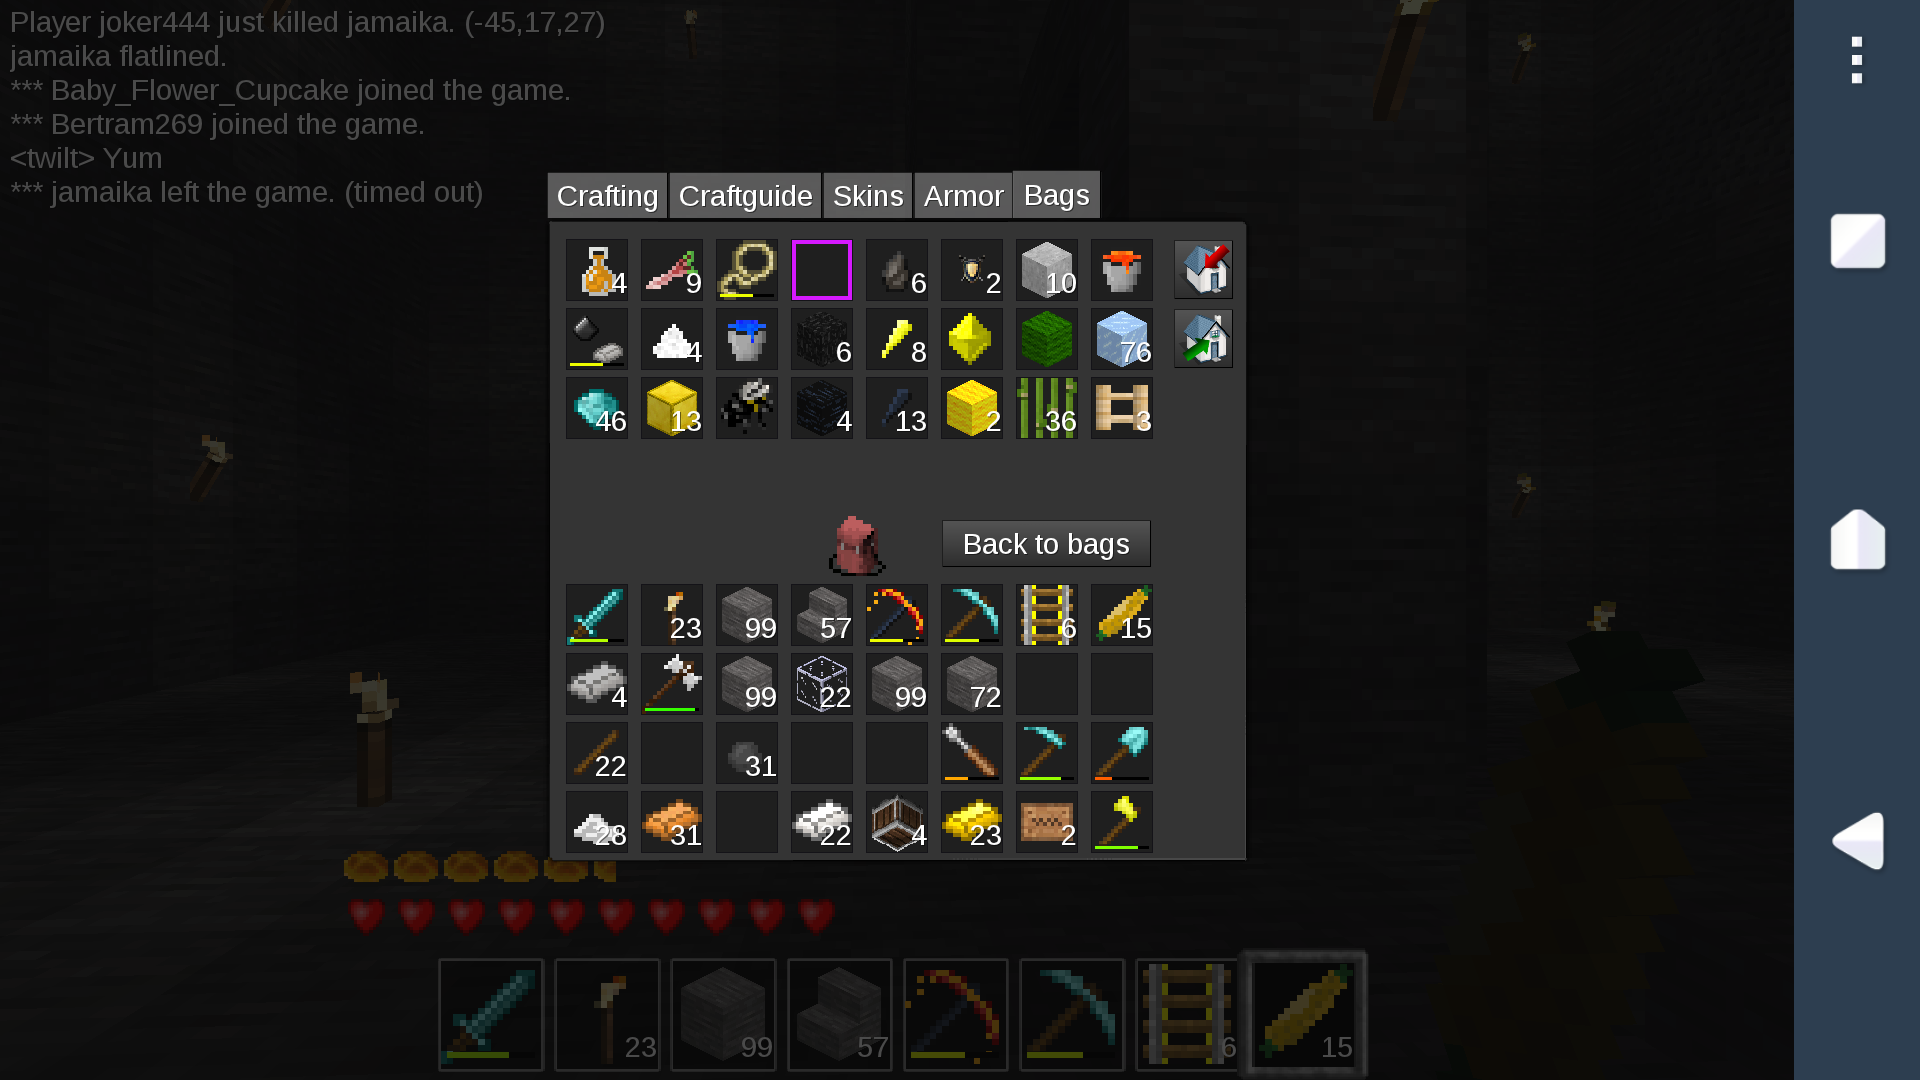 Player joker444 just killed jamaika. (-45,17,27)
jamaika flatlined.
*** Baby_Flower_Cupcake joined the game.
*** Bertram269 joined the game.
<twilt> Yum
*** jamaika left the game. (timed out)
Crafting Craftguide Skins Armor Bags
4 9 6 2 10
4 6 8 76
46 13 4 13 2 36 3
Back to bags
23 99 57 6 15
4 99 22 99 72
22 31
28 31 22 4 23 2
23 99 57 6 15